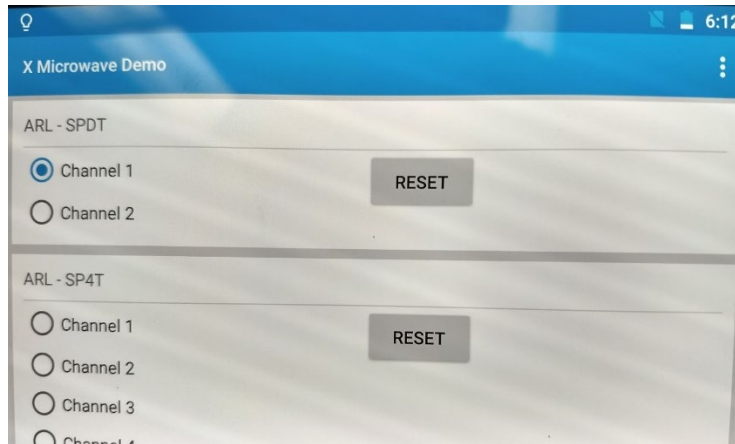 6:12
X Microwave Demo
ARL - SPDT
Channel 1
RESET
Channel 2
ARL - SP4T
Channel 1
RESET
Channel 2
Channel 3